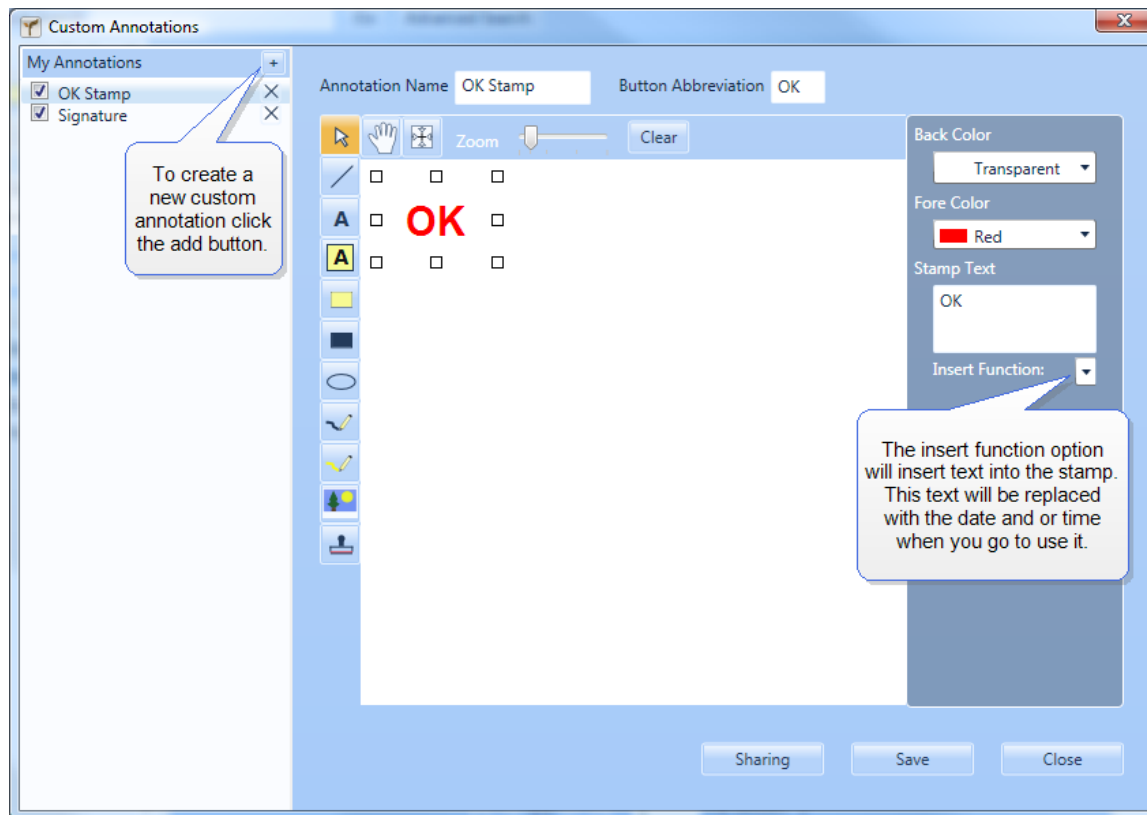 Custom Annotations
My Annotations
+
OK Stamp
Signature
To create a
new custom
annotation click
the add button.
Annotation Name OK Stamp Button Abbreviation OK
Zoom Clear
A
A
OK
Back Color
Transparent
Fore Color
Red
Stamp Text
OK
Insert Function:
The insert function option
will insert text into the stamp.
This text will be replaced
with the date and or time
when you go to use it.
Sharing Save Close